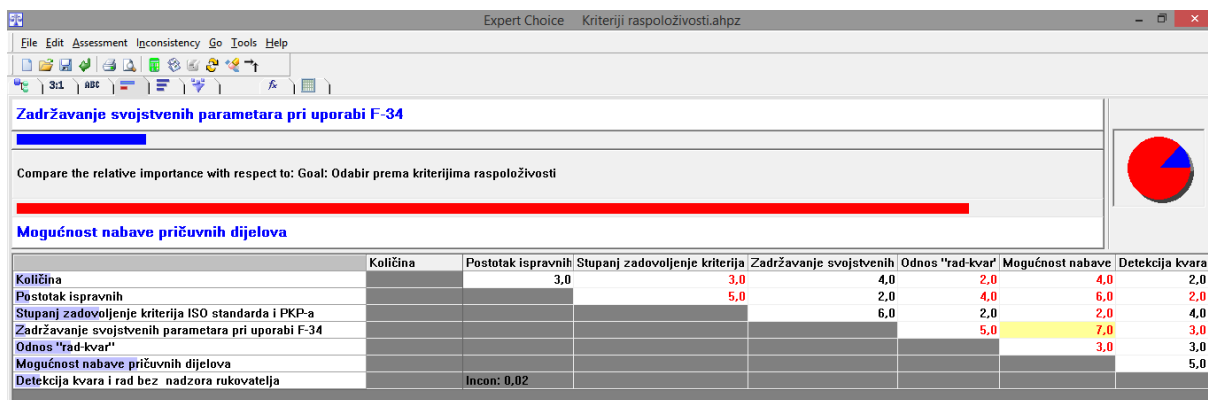 Expert Choice Kriteriji raspoloživosti.ahpz
File Edit Assessment Inconsistency Go Tools Help
3:1 ABC fx
Zadržavanje svojstvenih parametara pri uporabi F-34
Compare the relative importance with respect to: Goal: Odabir prema kriterijima raspoloživosti
Mogućnost nabave pričuvnih dijelova
Količina Postotak ispravnih Stupanj zadovoljenje kriterija Zadržavanje svojstvenih Odnos "rad-kvar" Mogućnost nabave Detekcija kvara
Količina 3,0 3,0 4,0 2,0 4,0 2,0
Postotak ispravnih 5,0 2,0 4,0 6,0 2,0
Stupanj zadovoljenje kriterija ISO standarda i PKP-a 6,0 2,0 2,0 4,0
Zadržavanje svojstvenih parametara pri uporabi F-34 5,0 7,0 3,0
Odnos "rad-kvar" 3,0 3,0
Mogućnost nabave pričuvnih dijelova 5,0
Detekcija kvara i rad bez nadzora rukovatelja Incon: 0,02